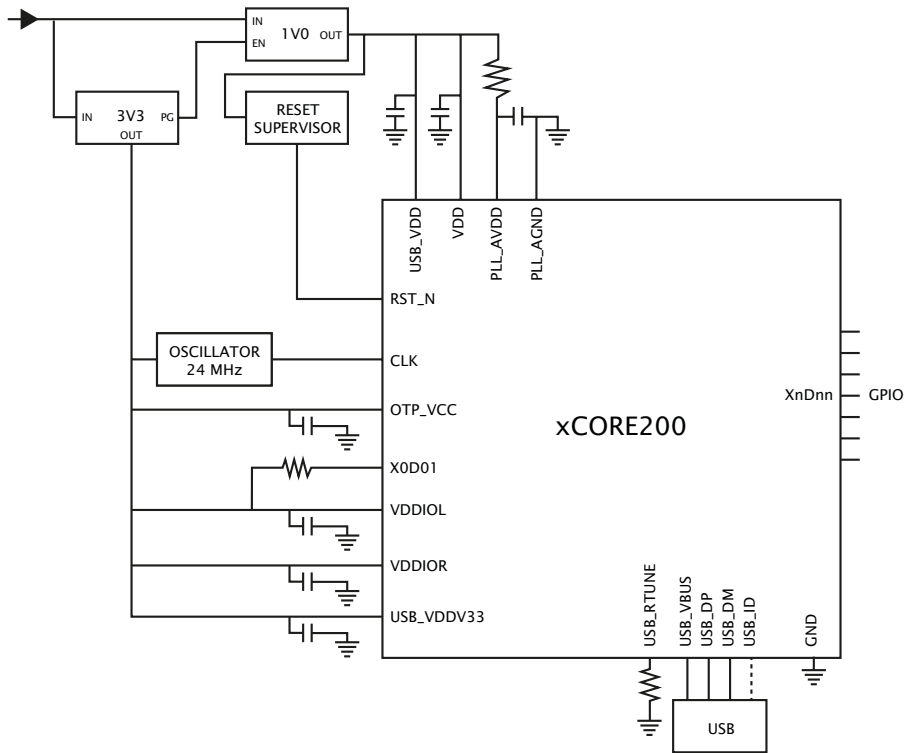 IN
1V0
OUT
EN
IN
3V3
PG
OUT
RESET
SUPERVISOR
USB_VDD
VDD
PLL_AVDD
PLL_AGND
RST_N
OSCILLATOR
24 MHz
CLK
OTP_VCC
X0D01
VDDIOL
VDDIOR
USB_VDDV33
xCORE200
XnDnn
GPIO
USB_RTUNE
USB_VBUS
USB_DP
USB_DM
USB_ID
GND
USB